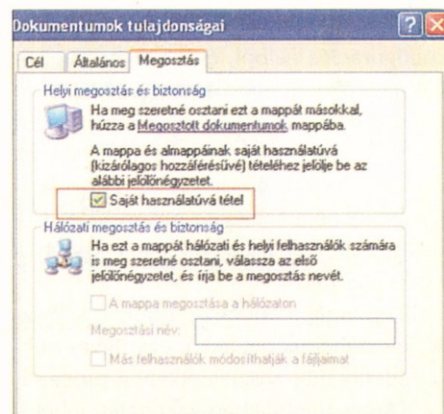 Dokumentumok tulajdonságai
Cél Általános Megosztás
Helyi megosztás és biztonság
Ha meg szeretné osztani ezt a mappát másokkal,
húzza a Megosztott dokumentumok mappába.
A mappa és almappáinak saját használatúvá
(kizárólagos hozzáférésűvé) tételéhez jelölje be az
alábbi jelölőnégyzetet.
Saját használatúvá tétel
Hálózati megosztás és biztonság
Ha ezt a mappát hálózati és helyi felhasználók számára
is meg szeretné osztani, válassza az első
jelölőnégyzetet, és írja be a megosztás nevét.
A mappa megosztása a hálózaton
Megosztási név:
Más felhasználók módosíthatják a fájljaimat